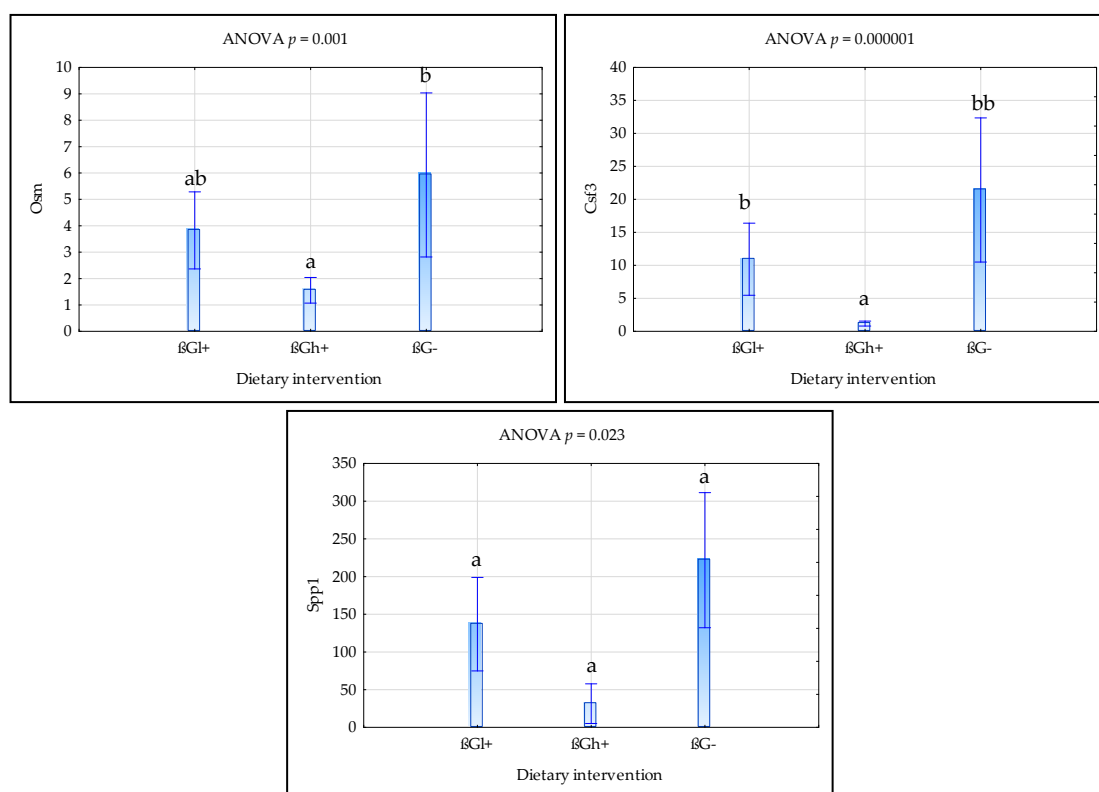 ANOVA p = 0.001
10
9
8
7
6
5
4
3
2
1
0
Osm
ab
a
b
ßGl+ ßGh+ ßG-
Dietary intervention
ANOVA p = 0.000001
40
35
30
25
20
15
10
5
0
Csf3
b
a
bb
ßGl+ ßGh+ ßG-
Dietary intervention
ANOVA p = 0.023
350
300
250
200
150
100
50
0
Spp1
a
a
a
ßGl+ ßGh+ ßG-
Dietary intervention